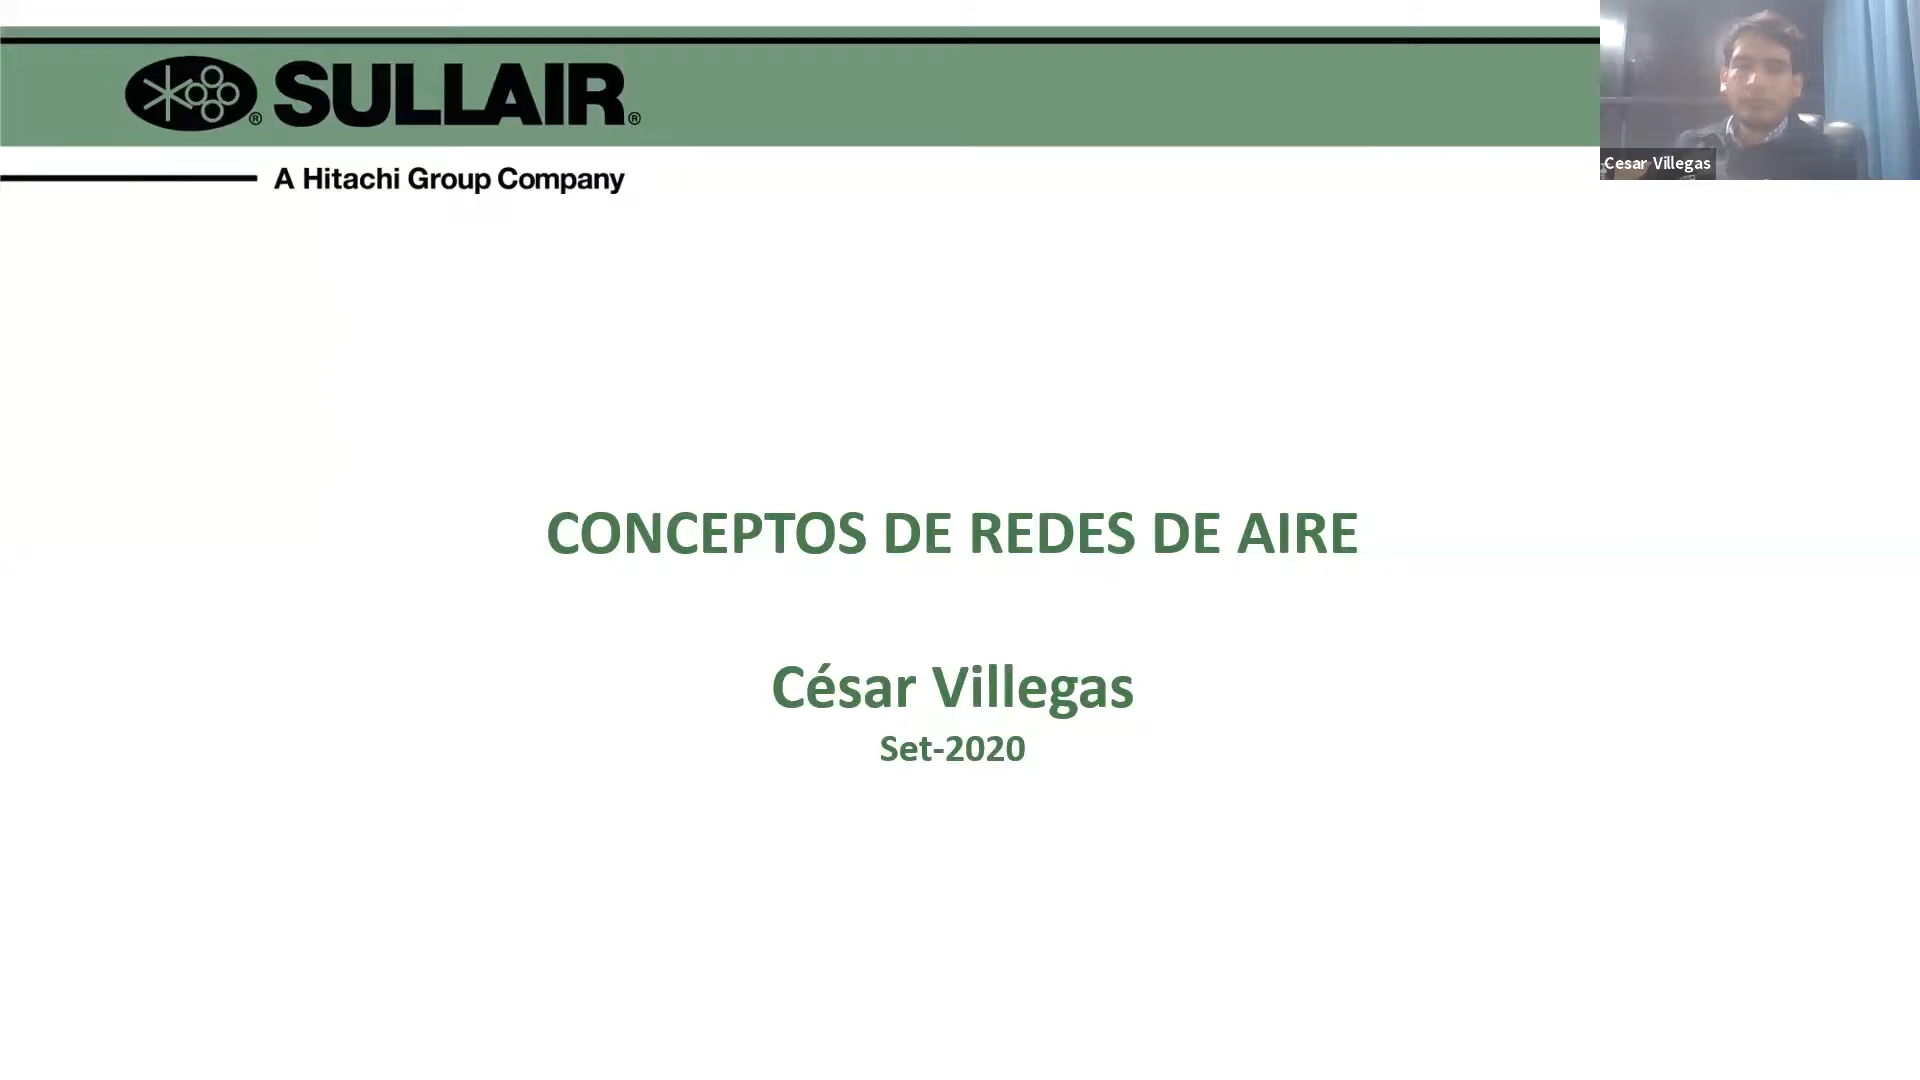 SULLAIR®
A Hitachi Group Company
Cesar Villegas
CONCEPTOS DE REDES DE AIRE
César Villegas
Set-2020